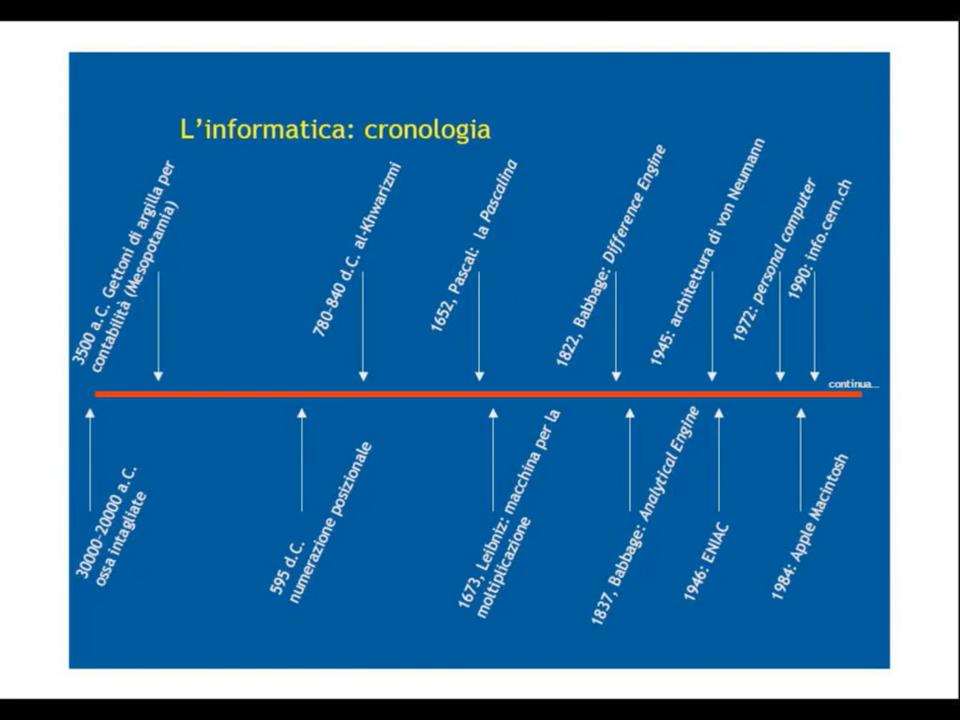 L'informatica: cronologia
3500 a.C. Gettoni di argilla per
contabilità (Mesopotamia)
780-840 d.C. al-Khwarizmi
1652, Pascal: la Pascalina
1822, Babbage: Difference Engine
1945: architettura di von Neumann
1972: personal computer
1990: info.cern.ch
continua...
30000-20000 a.C.
ossa intagliate
595 d.C.
numerazione posizionale
1673, Leibniz: macchina per la
moltiplicazione
1837, Babbage: Analytical Engine
1946: ENIAC
1984: Apple Macintosh